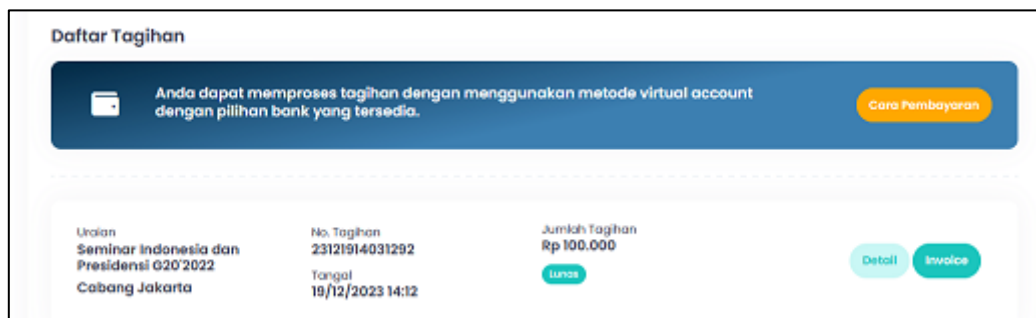 Daftar Tagihan
Anda dapat memproses tagihan dengan menggunakan metode virtual account
dengan pilihan bank yang tersedia.
Cara Pembayaran
Uraian
Seminar Indonesia dan
Presidensi G20'2022
Cabang Jakarta
No. Tagihan
23121914031292
Tangal
19/12/2023 14:12
Jumlah Tagihan
Rp 100.000
Lunas
Detail
Invoice